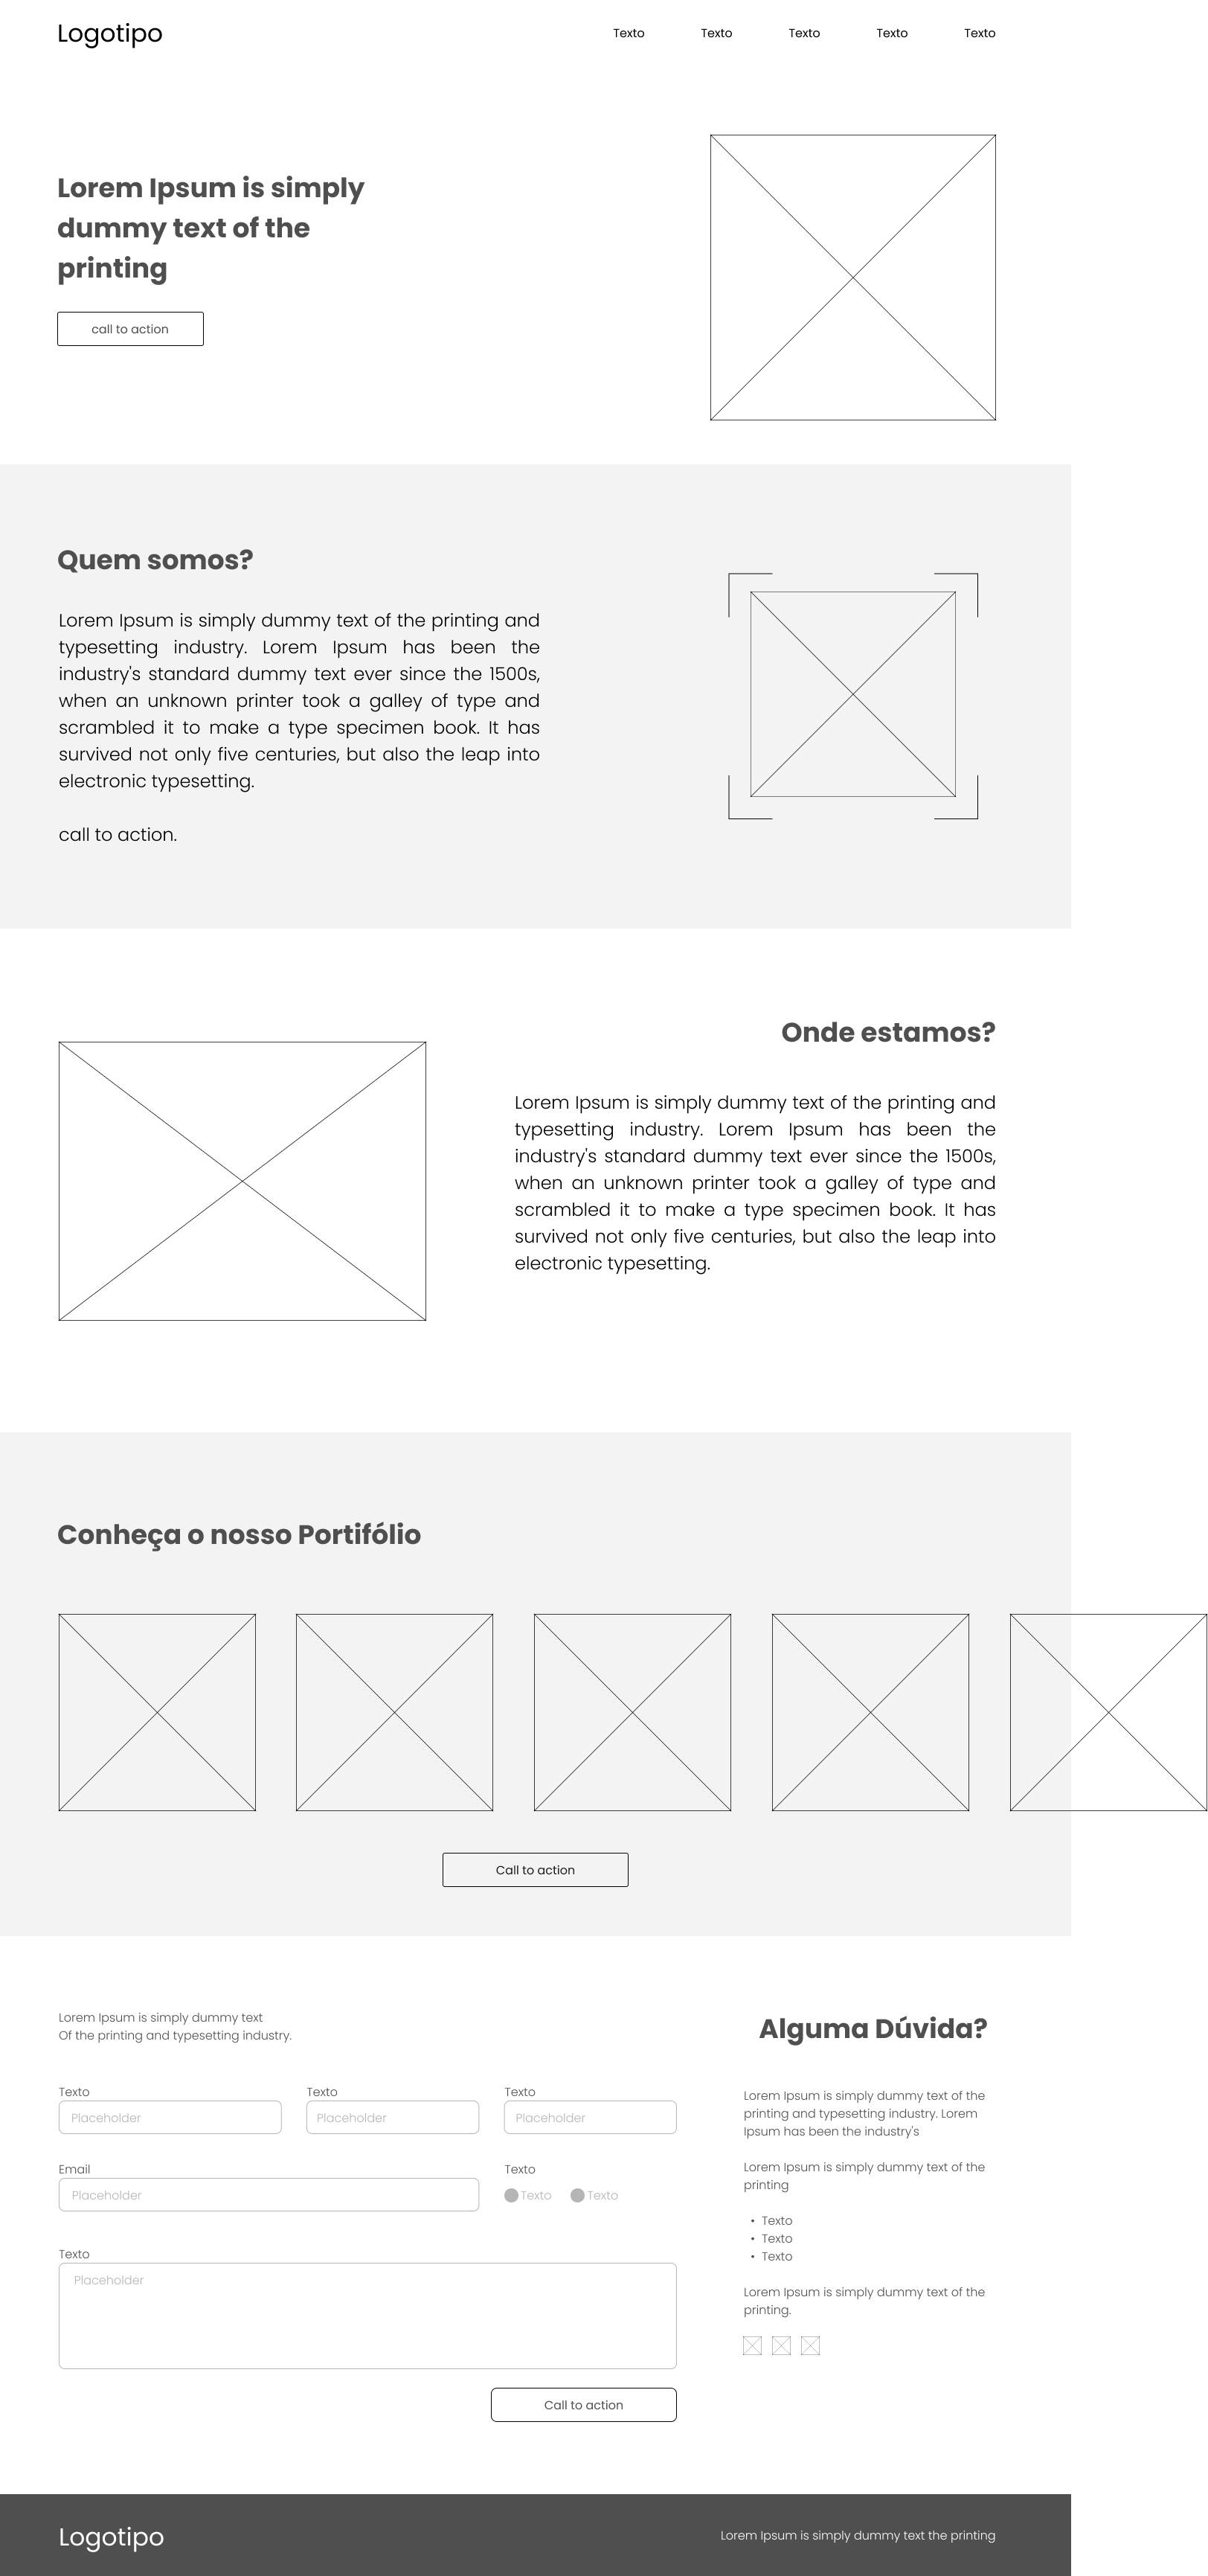 Logotipo
Texto Texto Texto Texto Texto
Lorem Ipsum is simply
dummy text of the
printing
call to action
Quem somos?
Lorem Ipsum is simply dummy text of the printing and
typesetting industry. Lorem Ipsum has been the
industry's standard dummy text ever since the 1500s,
when an unknown printer took a galley of type and
scrambled it to make a type specimen book. It has
survived not only five centuries, but also the leap into
electronic typesetting.
call to action.
Onde estamos?
Lorem Ipsum is simply dummy text of the printing and
typesetting industry. Lorem Ipsum has been the
industry's standard dummy text ever since the 1500s,
when an unknown printer took a galley of type and
scrambled it to make a type specimen book. It has
survived not only five centuries, but also the leap into
electronic typesetting.
Conheça o nosso Portifólio
Call to action
Lorem Ipsum is simply dummy text
Of the printing and typesetting industry.
Texto Texto Texto
Placeholder Placeholder Placeholder
Email Texto
Placeholder Texto Texto
Texto
Placeholder
Call to action
Alguma Dúvida?
Lorem Ipsum is simply dummy text of the
printing and typesetting industry. Lorem
Ipsum has been the industry's
Lorem Ipsum is simply dummy text of the
printing
• Texto
• Texto
• Texto
Lorem Ipsum is simply dummy text of the
printing.
Logotipo
Lorem Ipsum is simply dummy text the printing